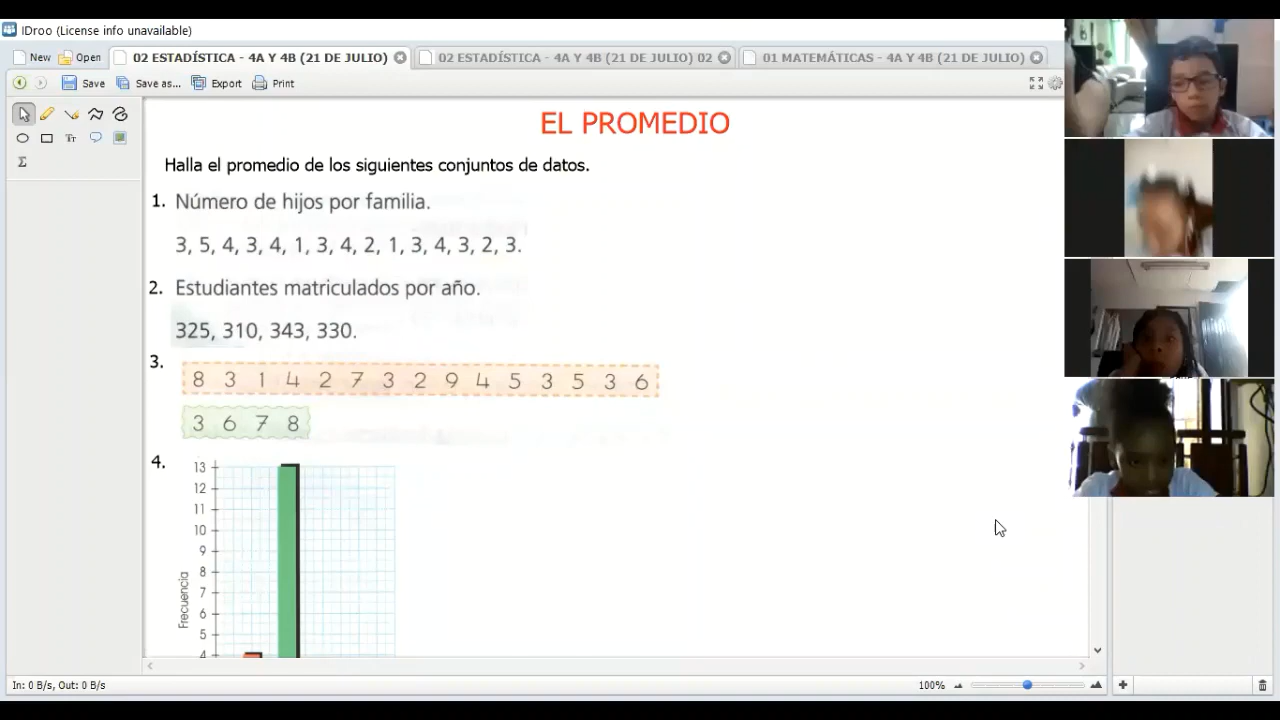 IDroo (License info unavailable)
New Open 02 ESTADÍSTICA - 4A Y 4B (21 DE JULIO) 02 ESTADÍSTICA - 4A Y 4B (21 DE JULIO) 02 01 MATEMÁTICAS - 4A Y 4B (21 DE JULIO)
Save Save as... Export Print
Tт
Σ
EL PROMEDIO
Halla el promedio de los siguientes conjuntos de datos.
1. Número de hijos por familia.
3, 5, 4, 3, 4, 1, 3, 4, 2, 1, 3, 4, 3, 2, 3.
2. Estudiantes matriculados por año.
325, 310, 343, 330.
3.
8 3 1 4 2 7 3 2 9 4 5 3 5 3 6
3 6 7 8
4.
13
12
11
10
9
8
7
6
5
4
Frecuencia
In: 0 B/s, Out: 0 B/s
100%